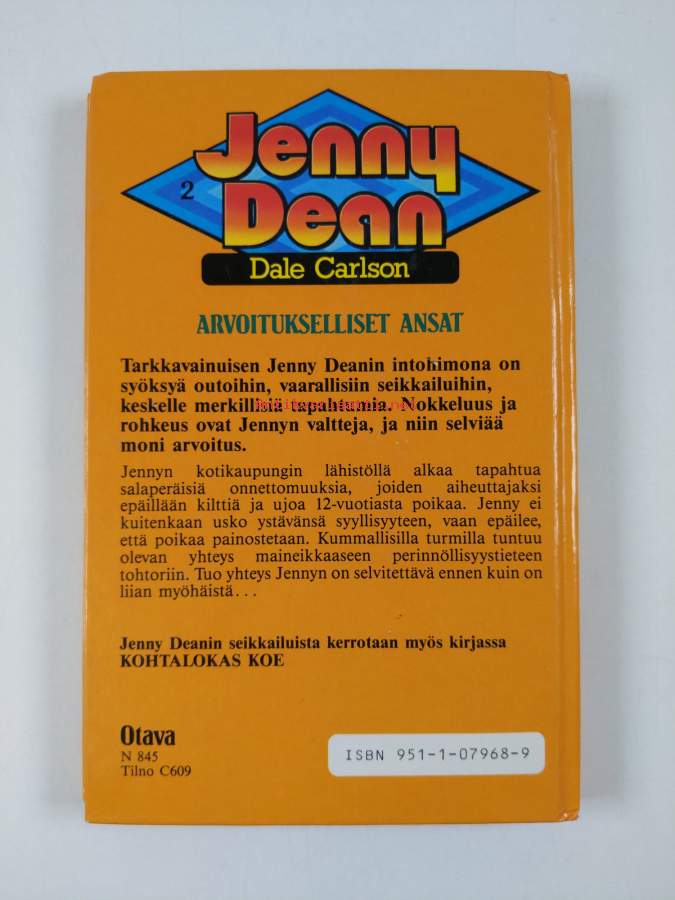 2
Jenny
Dean
Dale Carlson
ARVOITUKSELLISET ANSAT
Tarkkavainuisen Jenny Deanin intohimona on
syöksyä outoihin, vaarallisiin seikkailuihin,
keskelle merkillisiä tapahtumia. Nokkeluus ja
rohkeus ovat Jennyn valtteja, ja niin selviää
moni arvoitus.
Jennyn kotikaupungin lähistöllä alkaa tapahtua
salaperäisiä onnettomuuksia, joiden aiheuttajaksi
epäillään kilttiä ja ujoa 12-vuotiasta poikaa. Jenny ei
kuitenkaan usko ystävänsä syyllisyyteen, vaan epäilee,
että poikaa painostetaan. Kummallisilla turmilla tuntuu
olevan yhteys maineikkaaseen perinnöllisyystieteen
tohtoriin. Tuo yhteys Jennyn on selvitettävä ennen kuin on
liian myöhäistä...
Jenny Deanin seikkailuista kerrotaan myös kirjassa
KOHTALOKAS KOE
Otava
N 845
Tilno C609
ISBN 951-1-07968-9